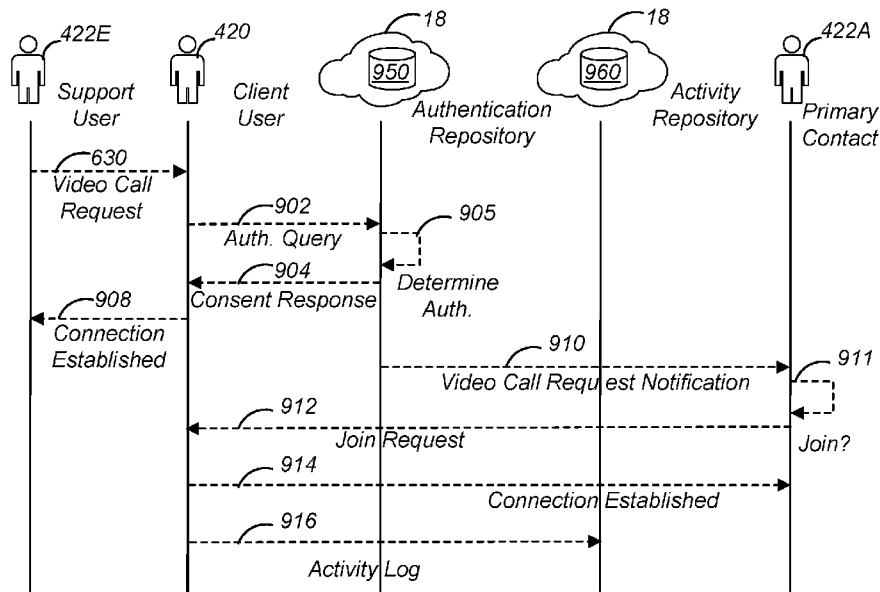 422E
420
18
18
422A
950
960
Support
User
Client
User
Authentication
Repository
Activity
Repository
Primary
Contact
630
Video Call
Request
902
905
Auth. Query
904
Consent Response
Determine
Auth.
908
Connection
Established
910
911
Video Call Request Notification
912
Join Request
Join?
914
Connection Established
916
Activity Log